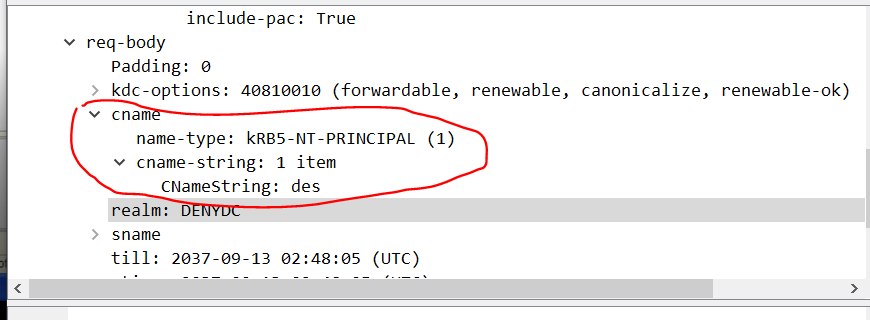 include-pac: True
req-body
Padding: 0
kdc-options: 40810010 (forwardable, renewable, canonicalize, renewable-ok)
cname
name-type: kRB5-NT-PRINCIPAL (1)
cname-string: 1 item
CNameString: des
realm: DENYDC
sname
till: 2037-09-13 02:48:05 (UTC)